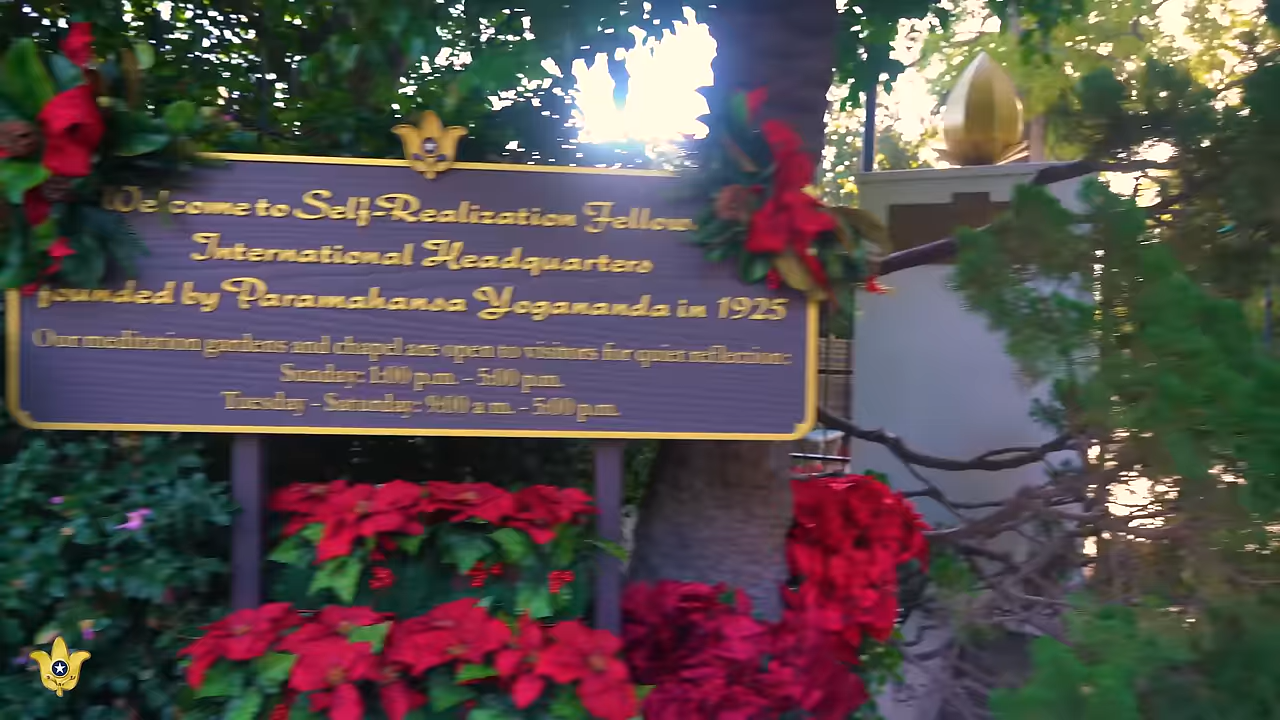 Welcome to Self-Realization Fellow
International Headquarters
founded by Paramahansa Yogananda in 1925
Our meditation gardens and chapel are open to visitors for quiet reflection:
Sunday: 1:00 p.m. - 5:00 p.m.
Tuesday - Saturday: 9:00 a.m. - 5:00 p.m.